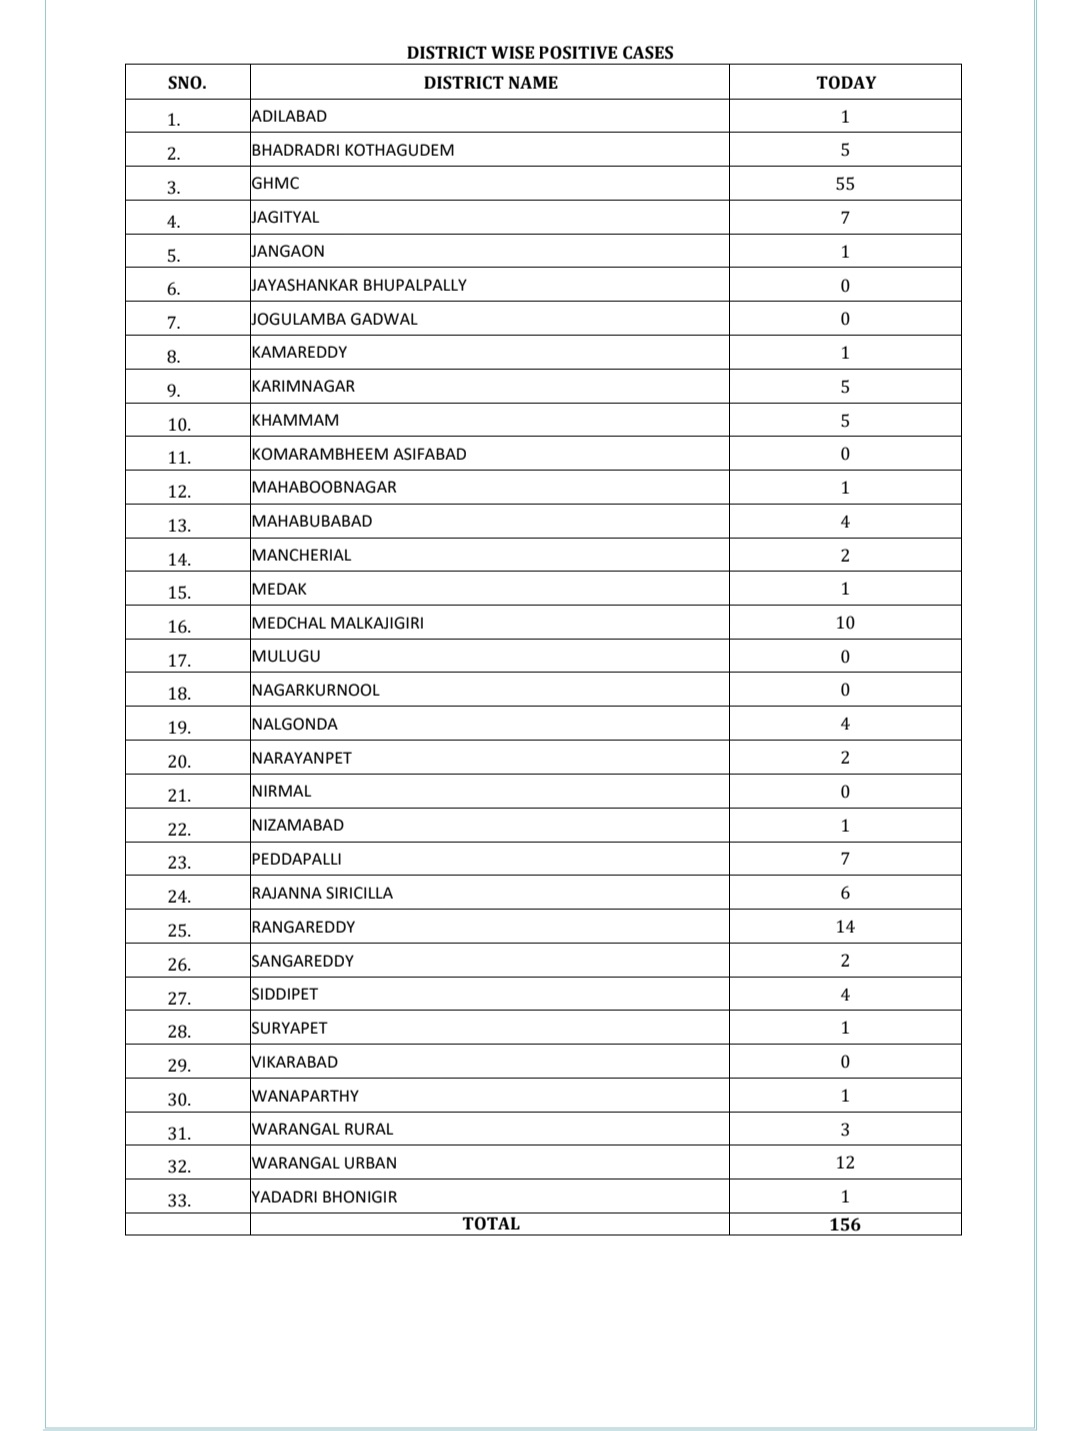 DISTRICT WISE POSITIVE CASES
SNO. DISTRICT NAME TODAY
1. ADILABAD 1
2. BHADRADRI KOTHAGUDEM 5
3. GHMC 55
4. JAGITYAL 7
5. JANGAON 1
6. JAYASHANKAR BHUPALPALLY 0
7. JOGULAMBA GADWAL 0
8. KAMAREDDY 1
9. KARIMNAGAR 5
10. KHAMMAM 5
11. KOMARAMBHEEM ASIFABAD 0
12. MAHABOOBNAGAR 1
13. MAHABUBABAD 4
14. MANCHERIAL 2
15. MEDAK 1
16. MEDCHAL MALKAJIGIRI 10
17. MULUGU 0
18. NAGARKURNOOL 0
19. NALGONDA 4
20. NARAYANPET 2
21. NIRMAL 0
22. NIZAMABAD 1
23. PEDDAPALLI 7
24. RAJANNA SIRICILLA 6
25. RANGAREDDY 14
26. SANGAREDDY 2
27. SIDDIPET 4
28. SURYAPET 1
29. VIKARABAD 0
30. WANAPARTHY 1
31. WARANGAL RURAL 3
32. WARANGAL URBAN 12
33. YADADRI BHONIGIR 1
TOTAL 156